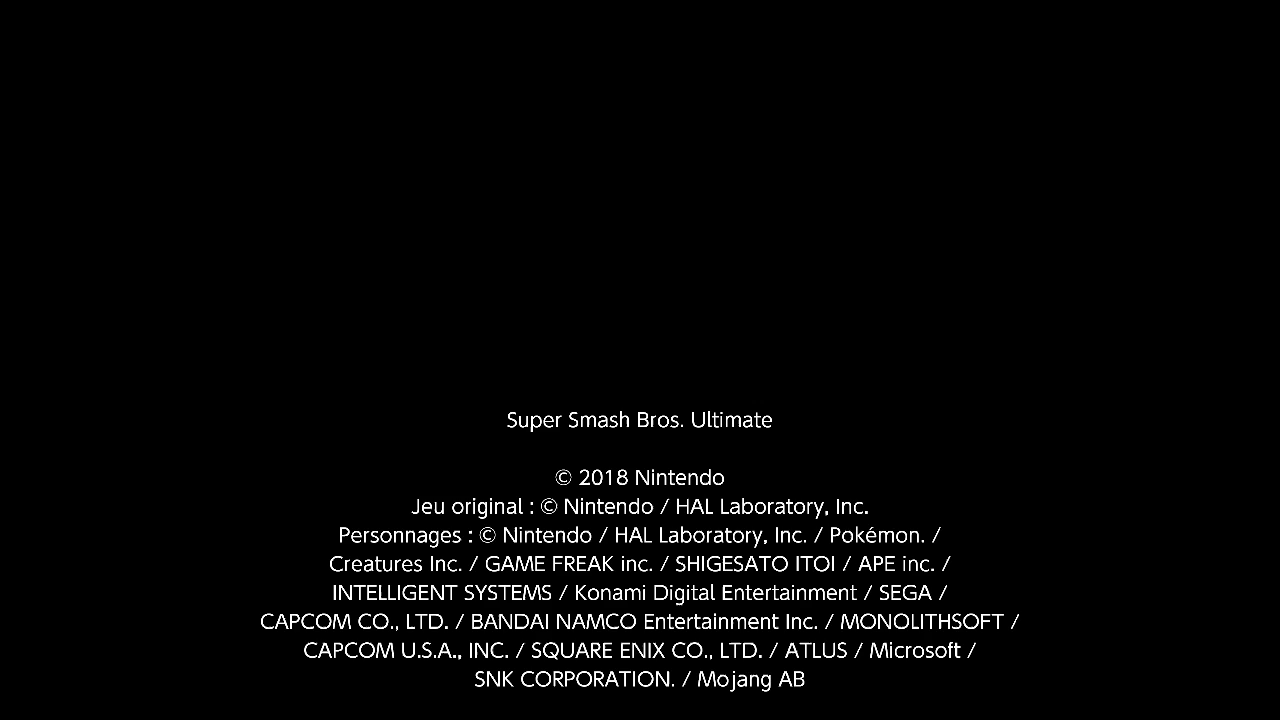 Super Smash Bros. Ultimate
© 2018 Nintendo
Jeu original : © Nintendo / HAL Laboratory, Inc.
Personnages : © Nintendo / HAL Laboratory, Inc. / Pokémon. /
Creatures Inc. / GAME FREAK inc. / SHIGESATO ITOI / APE inc. /
INTELLIGENT SYSTEMS / Konami Digital Entertainment / SEGA /
CAPCOM CO., LTD. / BANDAI NAMCO Entertainment Inc. / MONOLITHSOFT /
CAPCOM U.S.A., INC. / SQUARE ENIX CO., LTD. / ATLUS / Microsoft /
SNK CORPORATION. / Mojang AB